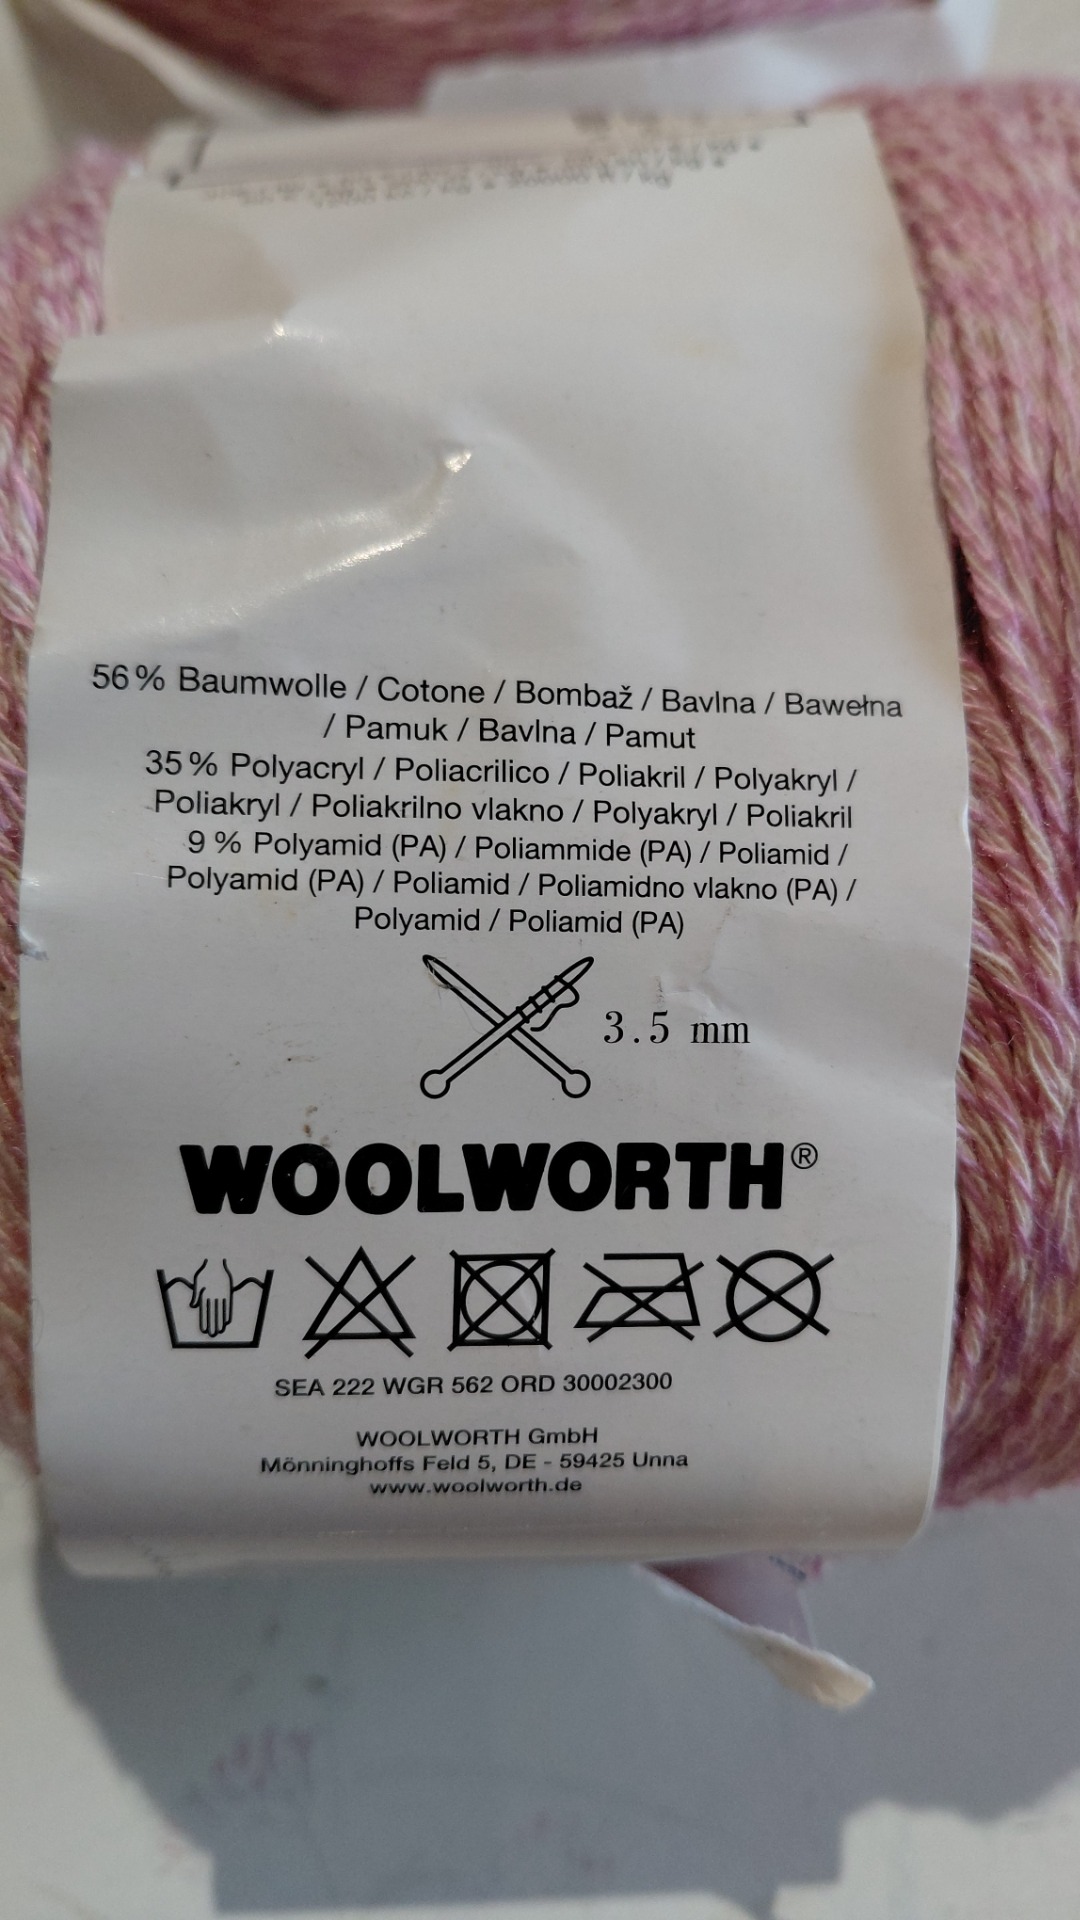 56% Baumwolle / Cotone / Bombaž / Bavlna / Bawełna
/ Pamuk / Bavlna / Pamut
35% Polyacryl / Poliacrilico / Poliakril / Polyakryl /
Poliakryl / Poliakrilno vlakno / Polyakryl / Poliakril
9 % Polyamid (PA) / Poliammide (PA) / Poliamid /
Polyamid (PA) / Poliamid / Poliamidno vlakno (PA) /
Polyamid / Poliamid (PA)
3.5 mm
WOOLWORTH®
SEA 222 WGR 562 ORD 30002300
WOOLWORTH GmbH
Mönninghoffs Feld 5, DE - 59425 Unna
www.woolworth.de